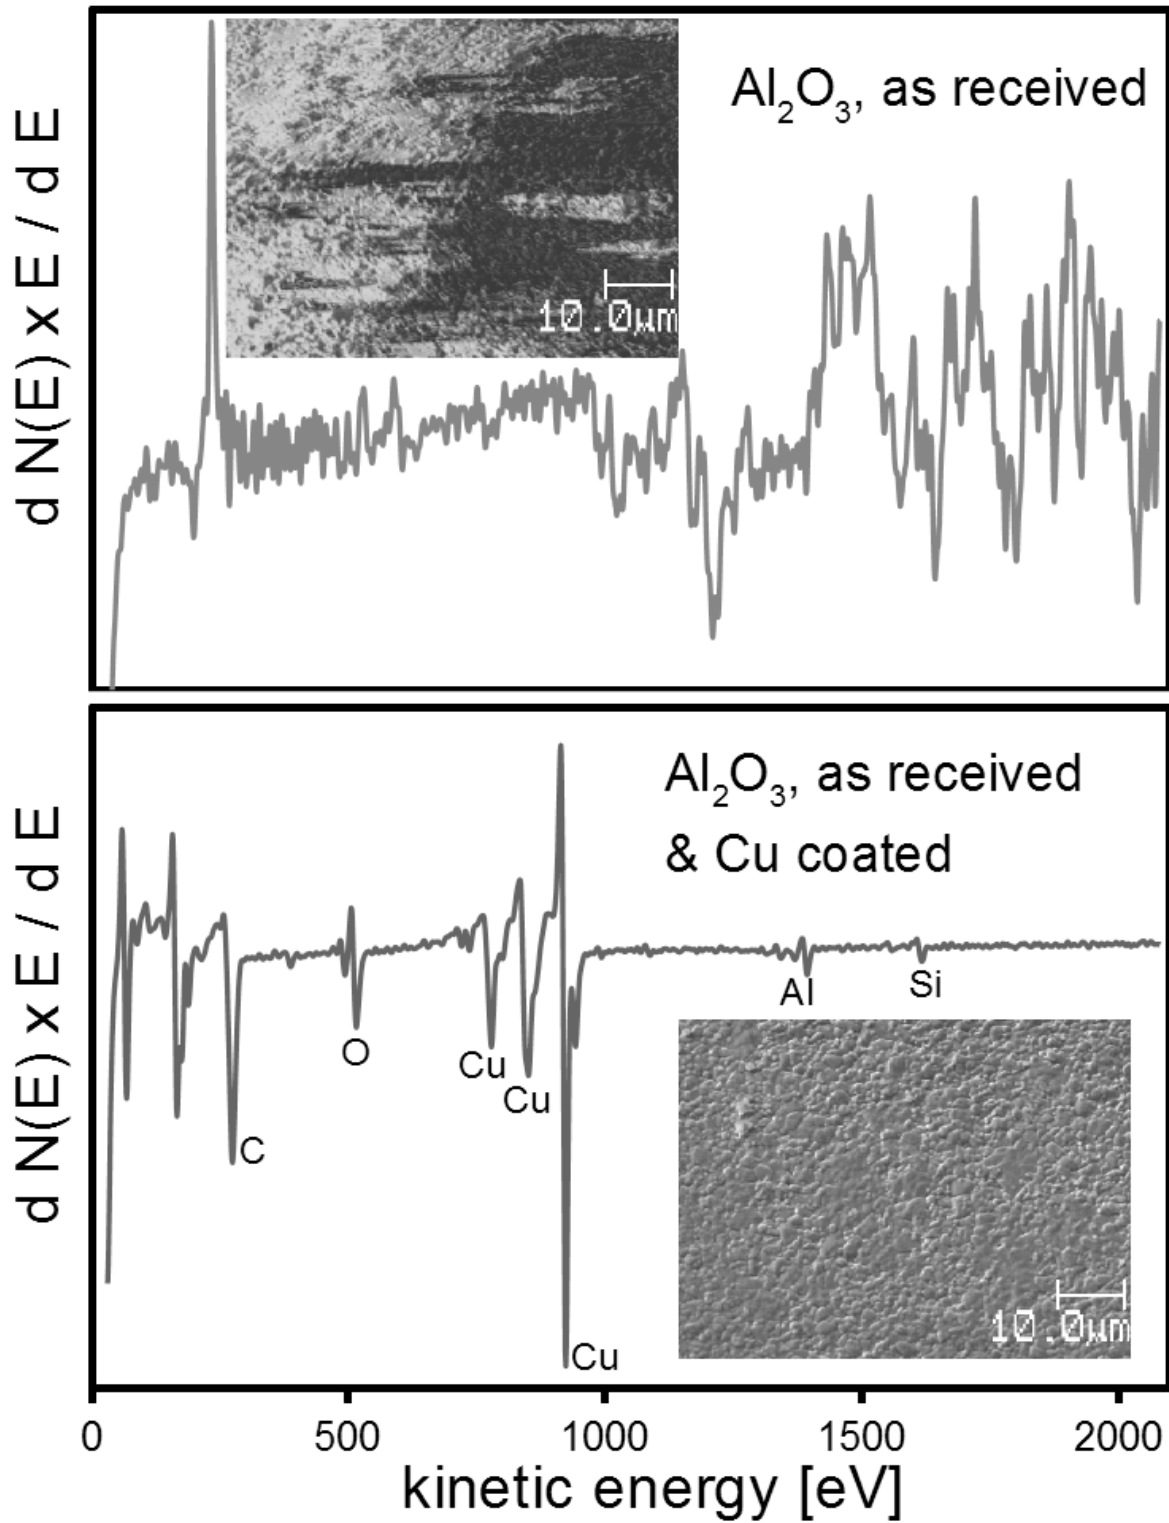 d N(E) x E / d E
Al₂O₃, as received
10.0µm
d N(E) x E / d E
Al₂O₃, as received
& Cu coated
C
O
Cu
Cu
Cu
Al
Si
10.0µm
0 500 1000 1500 2000
kinetic energy [eV]